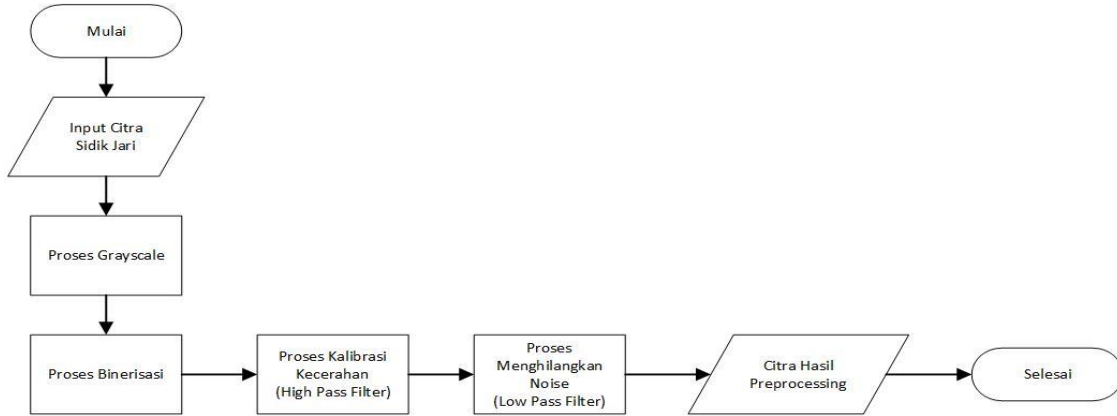 Mulai
Input Citra
Sidik Jari
Proses Grayscale
Proses Binerisasi
Proses Kalibrasi
Kecerahan
(High Pass Filter)
Proses
Menghilangkan
Noise
(Low Pass Filter)
Citra Hasil
Preprocessing
Selesai